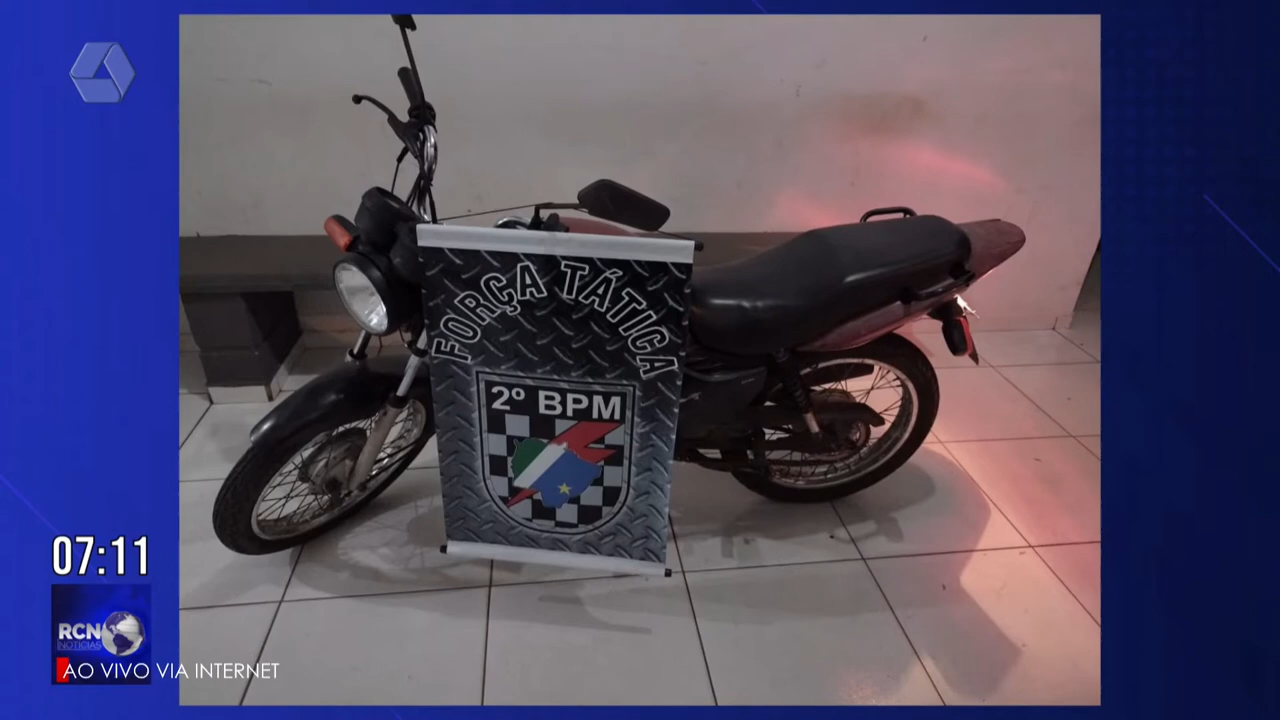 FORÇA TÁTICA
2º BPM
07:11
RCN
NOTÍCIAS
AO VIVO VIA INTERNET